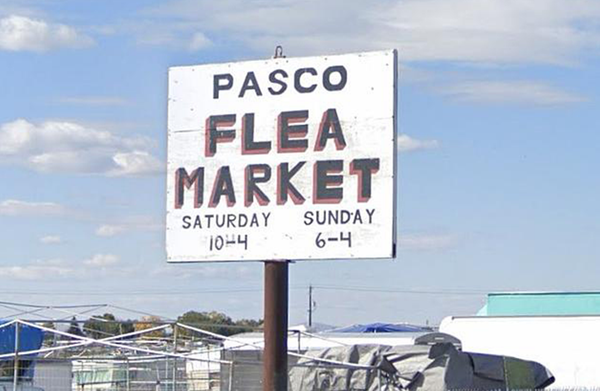 PASCO
FLEA
MARKET
SATURDAY SUNDAY
10-4 6-4